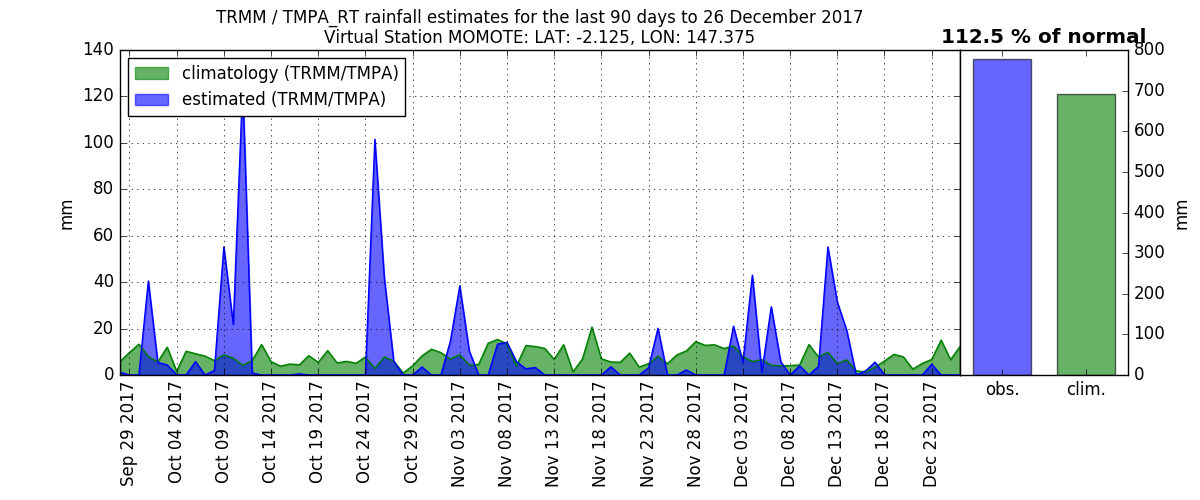 TRMM / TMPA_RT rainfall estimates for the last 90 days to 26 December 2017
Virtual Station MOMOTE: LAT: -2.125, LON: 147.375
112.5 % of normal
climatology (TRMM/TMPA)
estimated (TRMM/TMPA)
mm
140
120
100
80
60
40
20
0
Sep 29 2017
Oct 04 2017
Oct 09 2017
Oct 14 2017
Oct 19 2017
Oct 24 2017
Oct 29 2017
Nov 03 2017
Nov 08 2017
Nov 13 2017
Nov 18 2017
Nov 23 2017
Nov 28 2017
Dec 03 2017
Dec 08 2017
Dec 13 2017
Dec 18 2017
Dec 23 2017
800
700
600
500
400
300
200
100
0
mm
obs.
clim.